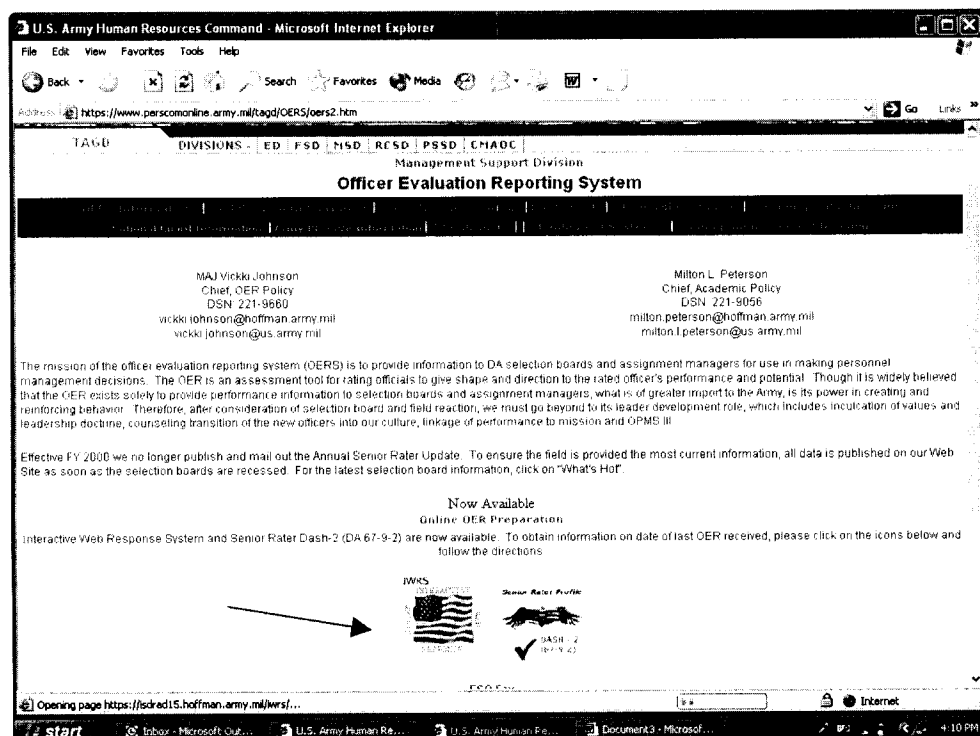 U.S. Army Human Resources Command - Microsoft Internet Explorer
File Edit View Favorites Tools Help
Back Search Favorites Media
Address https://www.perscomonline.army.mil/tagd/OERS/oers2.htm Go Links »
TAGD DIVISIONS - ED FSD MSD RCSD PSSD CMAOC
Management Support Division
Officer Evaluation Reporting System
MAJ Vickki Johnson
Chief, OER Policy
DSN: 221-9660
vickki.johnson@hoffman.army.mil
vickki.johnson@us.army.mil
Milton L. Peterson
Chief, Academic Policy
DSN: 221-9056
milton.peterson@hoffman.army.mil
milton.l.peterson@us.army.mil
The mission of the officer evaluation reporting system (OERS) is to provide information to DA selection boards and assignment managers for use in making personnel
management decisions. The OER is an assessment tool for rating officials to give shape and direction to the rated officer's performance and potential. Though it is widely believed
that the OER exists solely to provide performance information to selection boards and assignment managers, what is of greater import to the Army, is its power in creating and
reinforcing behavior. Therefore, after consideration of selection board and field reaction, we must go beyond to its leader development role, which includes inculcation of values and
leadership doctrine, counseling transition of the new officers into our culture, linkage of performance to mission and OPMS III.
Effective FY 2000 we no longer publish and mail out the Annual Senior Rater Update. To ensure the field is provided the most current information, all data is published on our Web
Site as soon as the selection boards are recessed. For the latest selection board information, click on "What's Hot".
Now Available
Online OER Preparation
Interactive Web Response System and Senior Rater Dash-2 (DA 67-9-2) are now available. To obtain information on date of last OER received, please click on the icons below and
follow the directions
IWRS
Senior Rater Profile
DASH - 2
(67-9-2)
Opening page https://isdrad15.hoffman.army.mil/iwrs/... Internet
start Inbox - Microsoft Out... U.S. Army Human Re... U.S. Army Human Re... Document3 - Microsof... 4:10 PM